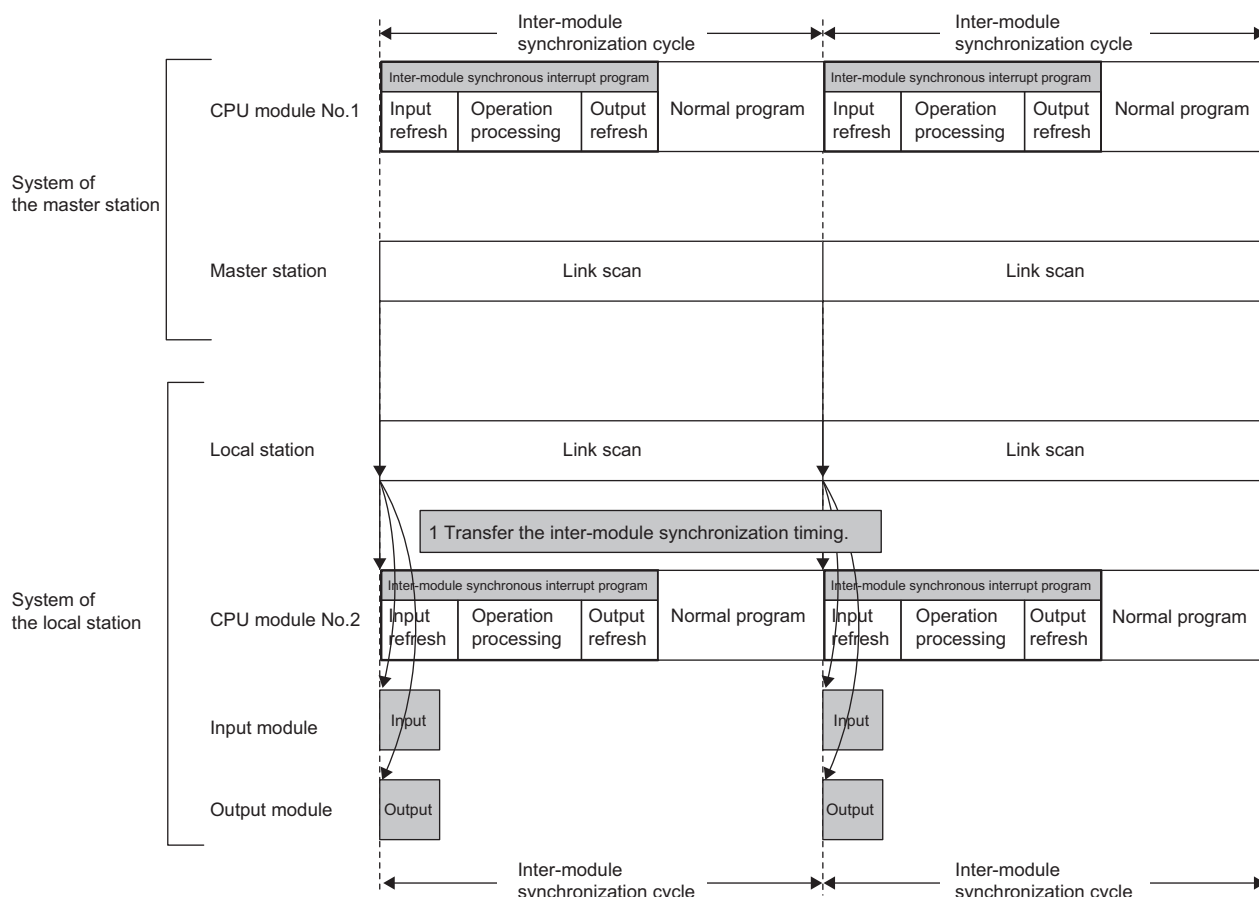 Inter-module
synchronization cycle
Inter-module
synchronization cycle
System of
the master station
CPU module No.1
Inter-module synchronous interrupt program
Input
refresh
Operation
processing
Output
refresh
Normal program
Inter-module synchronous interrupt program
Input
refresh
Operation
processing
Output
refresh
Normal program
Master station
Link scan
Link scan
System of
the local station
Local station
Link scan
Link scan
1 Transfer the inter-module synchronization timing.
CPU module No.2
Inter-module synchronous interrupt program
Input
refresh
Operation
processing
Output
refresh
Normal program
Inter-module synchronous interrupt program
Input
refresh
Operation
processing
Output
refresh
Normal program
Input module
Input
Input
Output module
Output
Output
Inter-module
synchronization cycle
Inter-module
synchronization cycle